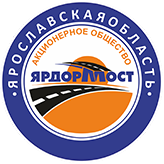 ЯРОСЛАВСКАЯ ОБЛАСТЬ
АКЦИОНЕРНОЕ ОБЩЕСТВО
ЯРДОРМОСТ